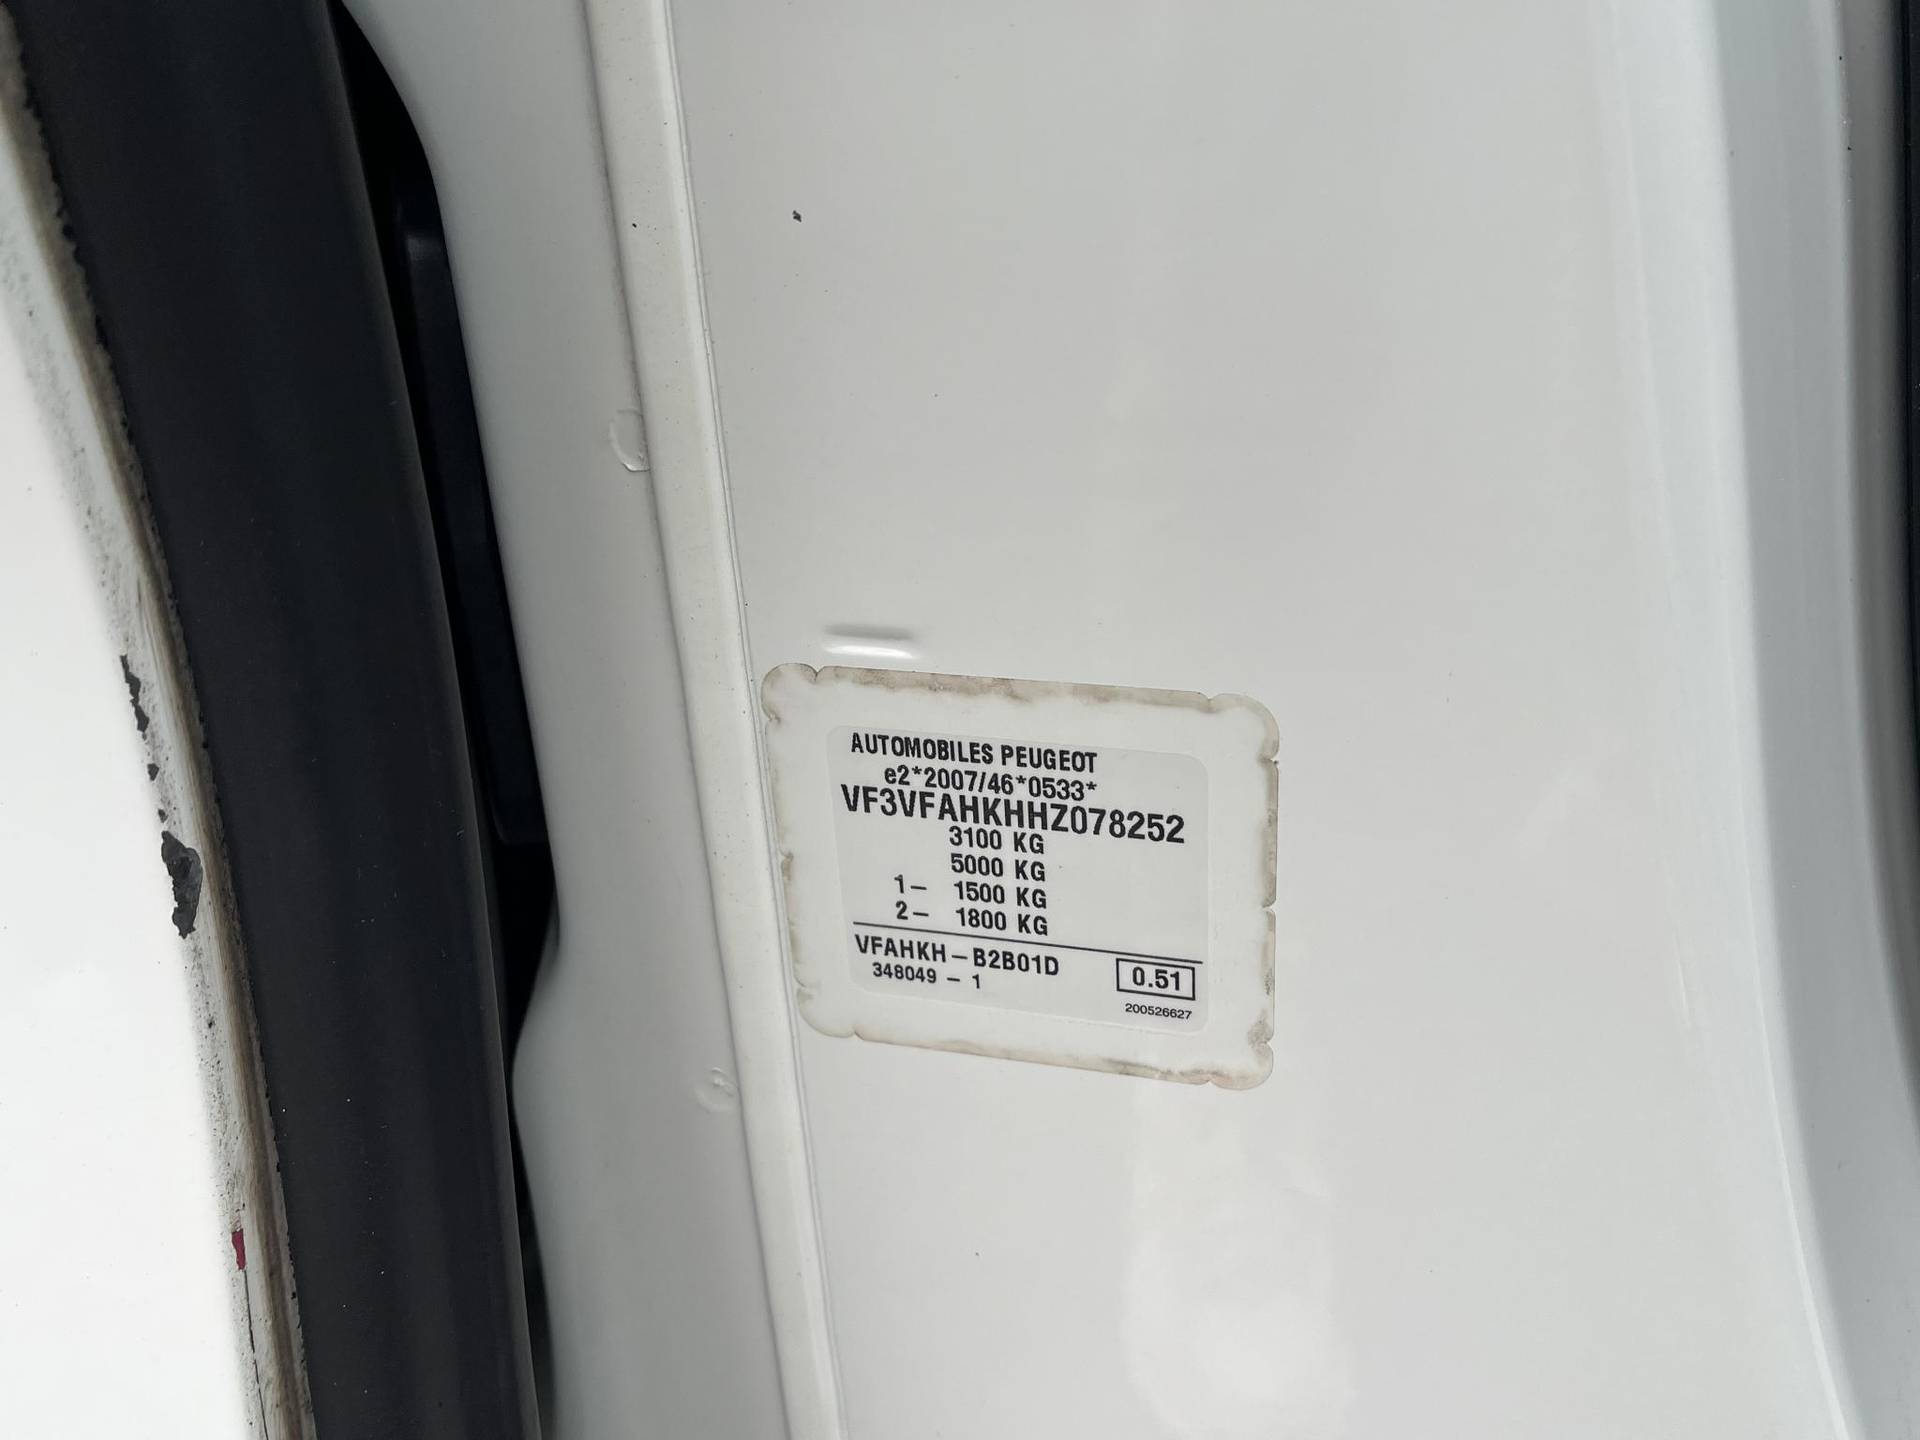 AUTOMOBILES PEUGEOT
e2*2007/46*0533*
VF3VFAHKHHZ078252
3100 KG
5000 KG
1– 1500 KG
2– 1800 KG
VFAHKH – B2B01D
0.51
348049 – 1
200526627